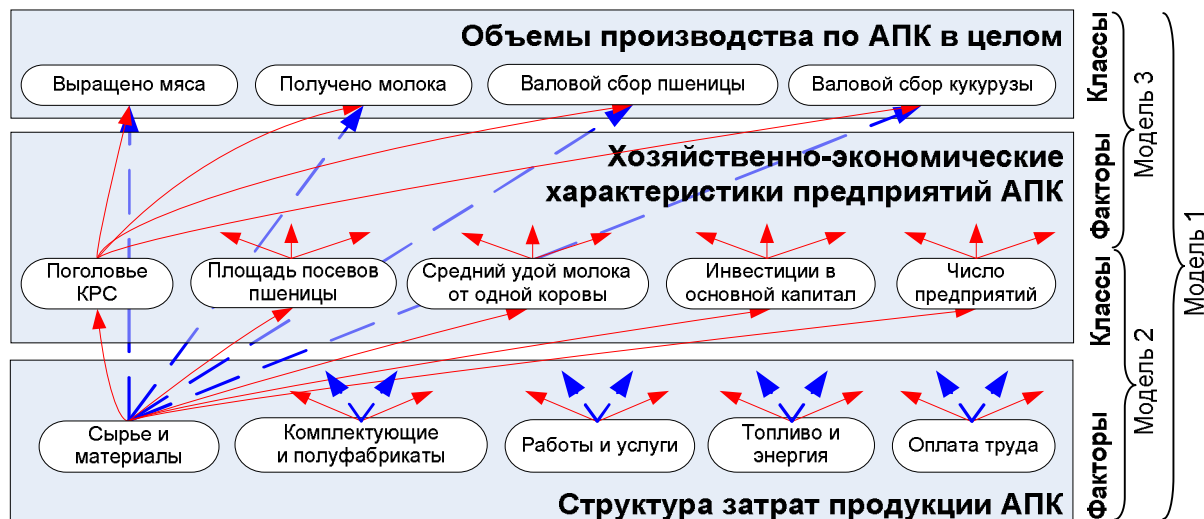 Объемы производства по АПК в целом
Выращено мяса
Получено молока
Валовой сбор пшеницы
Валовой сбор кукурузы
Хозяйственно-экономические
характеристики предприятий АПК
Поголовье
КРС
Площадь посевов
пшеницы
Средний удой молока
от одной коровы
Инвестиции в
основной капитал
Число
предприятий
Сырье и
материалы
Комплектующие
и полуфабрикаты
Работы и услуги
Топливо и
энергия
Оплата труда
Структура затрат продукции АПК
Классы
Факторы
Классы
Факторы
Модель 3
Модель 2
Модель 1